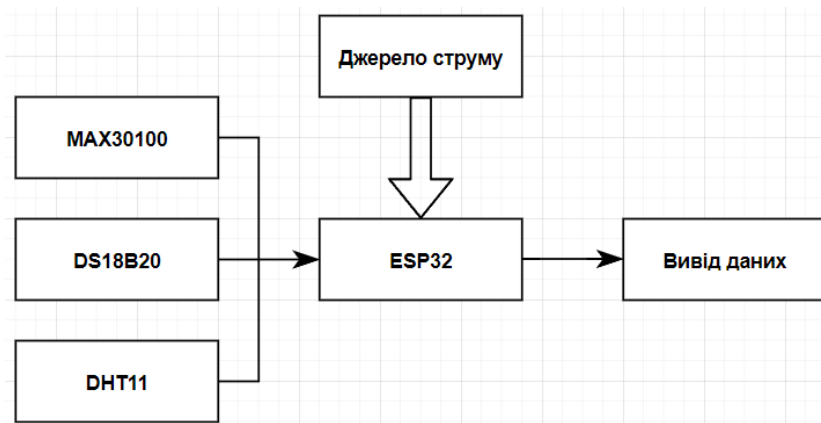 Джерело струму
MAX30100
DS18B20
ESP32
Вивід даних
DHT11